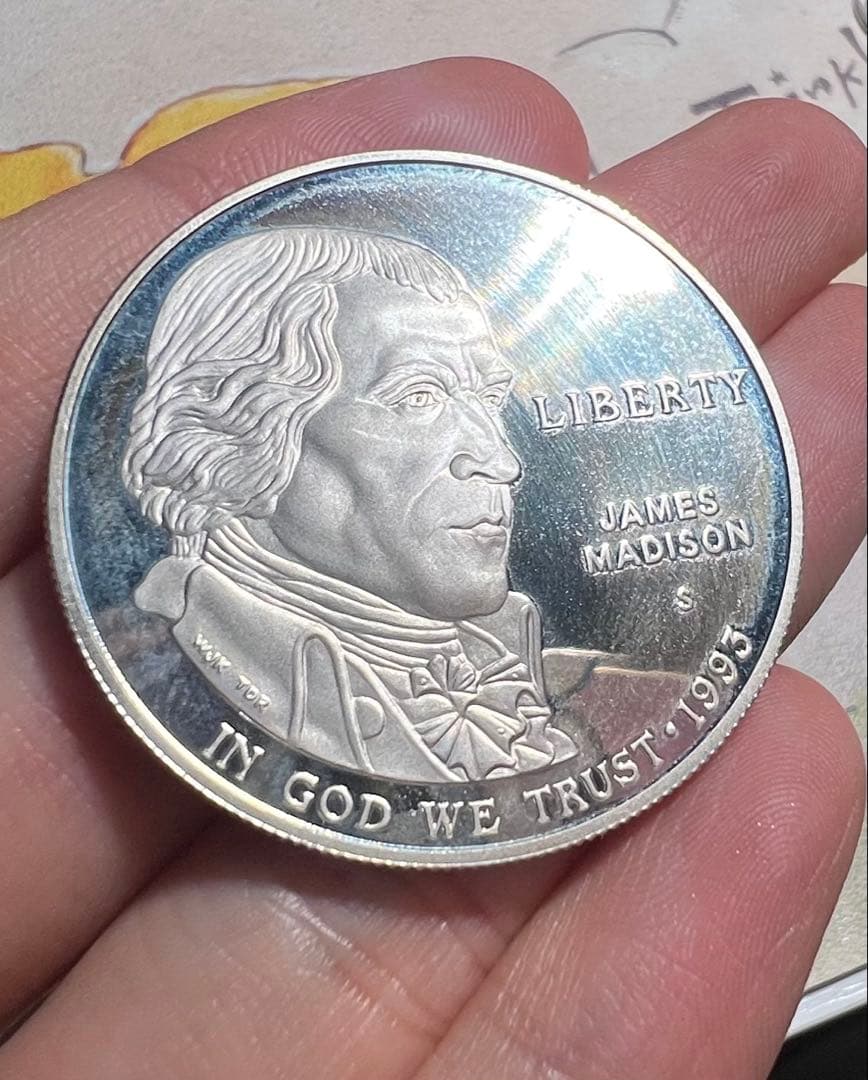 LIBERTY
JAMES
MADISON
S
WJK TDR
IN GOD WE TRUST · 1993